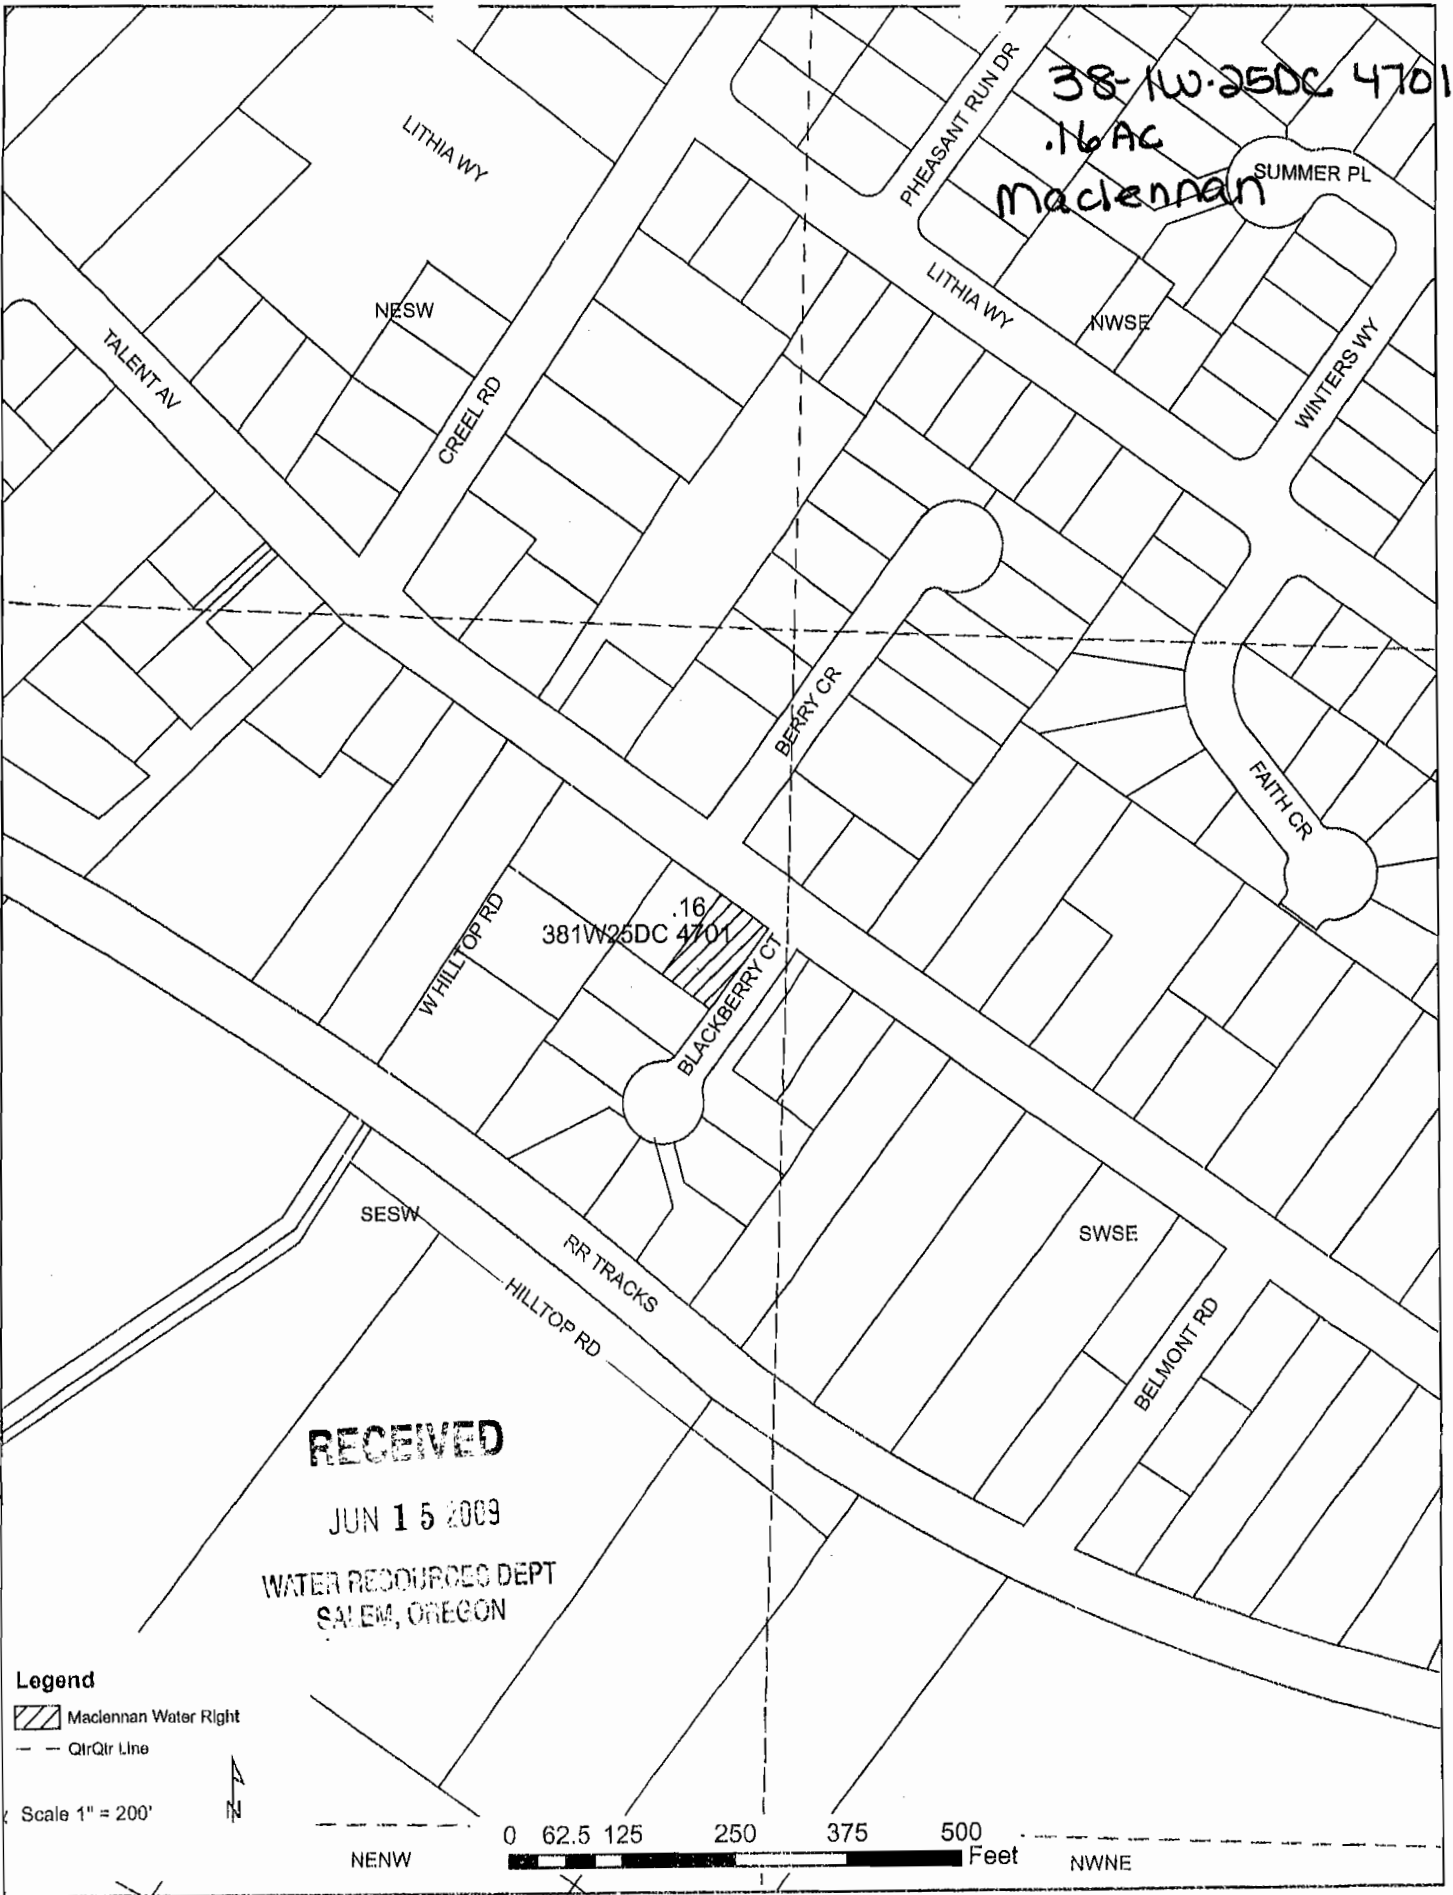 38-1W-25DC 4701
.16 AC
Maclennan
SUMMER PL
PHEASANT RUN DR
LITHIA WY
LITHIA WY
NESW
NWSE
WINTERS WY
TALENT AV
CREEL RD
BERRY CR
FAITH CR
.16
381W25DC 4701
W HILLTOP RD
BLACKBERRY CT
SESW
SWSE
RR TRACKS
HILLTOP RD
BELMONT RD
RECEIVED
JUN 15 2009
WATER RESOURCES DEPT
SALEM, OREGON
Legend
Maclennan Water Right
QtrQtr Line
Scale 1" = 200'
N
0 62.5 125 250 375 500
Feet
NENW
NWNE